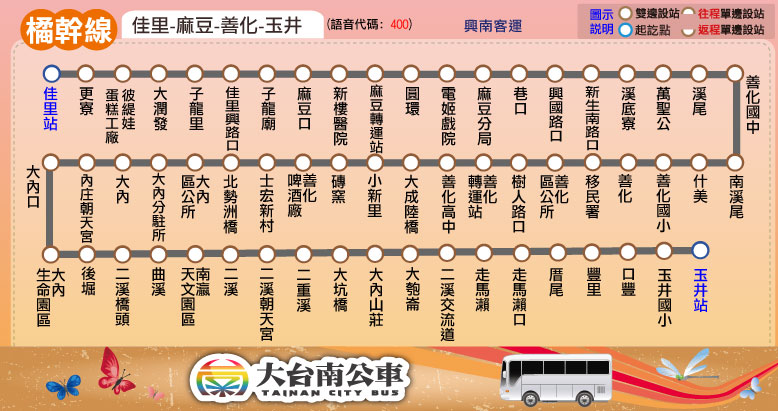 橘幹線
佳里-麻豆-善化-玉井
(語音代碼: 400)
興南客運
圖示說明
雙邊設站
往程單邊設站
起訖點
返程單邊設站
佳里站
更寮
彼緹娃蛋糕工廠
大潤發
子龍里
佳里興路口
子龍廟
麻豆口
新樓醫院
麻豆轉運站
圓環
電姬戲院
麻豆分局
巷口
興國路口
新生南路口
溪底寮
萬聖公
溪尾
善化國中
南溪尾
什美
善化國小
善化
移民署
善化區公所
樹人路口
善化轉運站
善化高中
大成陸橋
小新里
磚窯
善化啤酒廠
士宏新村
北勢洲橋
大內區公所
大內分駐所
大內
內庄朝天宮
大內口
大內生命園區
後堀
二溪橋頭
曲溪
南瀛天文園區
二溪
二溪朝天宮
二重溪
大坑橋
大內山莊
大匏崙
二溪交流道
走馬瀨
走馬瀨口
厝尾
豐里
口豐
玉井國小
玉井站
大台南公車
TAINAN CITY BUS